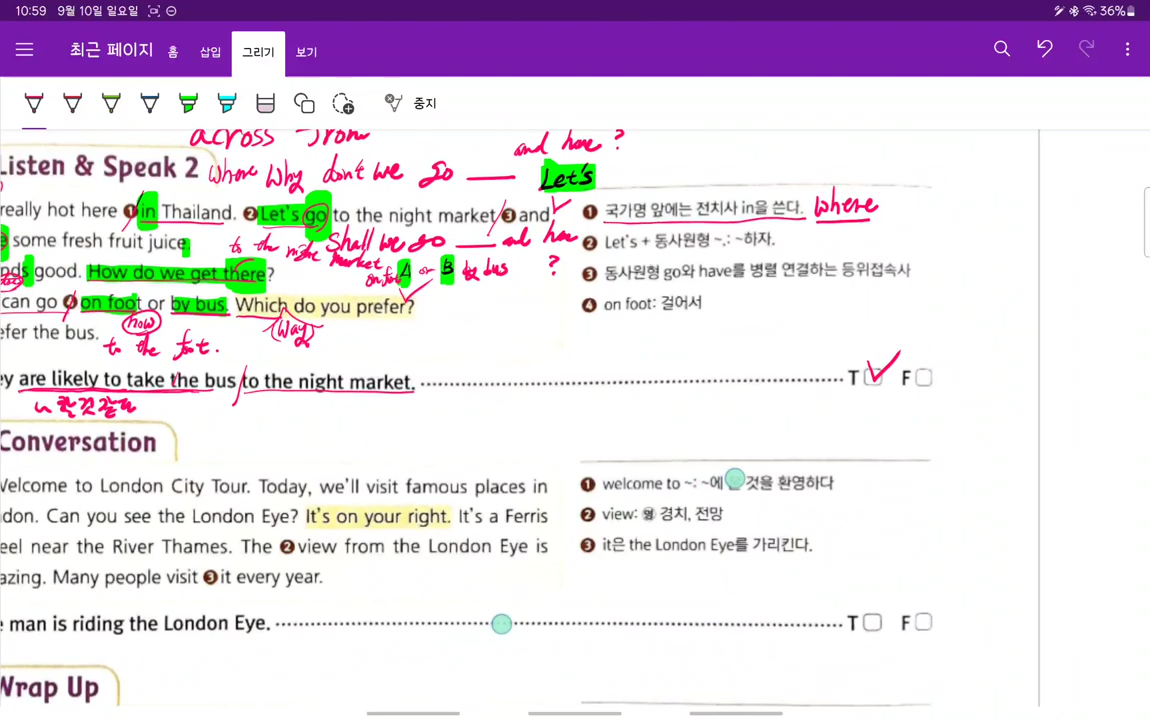 10:59 9월 10일 일요일 36%
최근 페이지 홈 삽입 그리기 보기
중지
across from
and have ?
Listen & Speak 2 where Why don't we go — Let's
really hot here ❶in Thailand. ❷Let's go to the night market ❸and
❶ 국가명 앞에는 전치사 in을 쓴다. where
some fresh fruit juice. to the night market Shall we go — and have ?
❷ Let's + 동사원형 ~.: ~하자.
nds good. How do we get there? on foot A or B by bus
❸ 동사원형 go와 have를 병렬 연결하는 등위접속사
can go ❹on foot or by bus. Which do you prefer?
❹ on foot: 걸어서
efer the bus. how (way)
to the foot.
ey are likely to take the bus to the night market. T F
~할 것 같다
Conversation
Welcome to London City Tour. Today, we'll visit famous places in
❶ welcome to ~: ~에 것을 환영하다
don. Can you see the London Eye? It's on your right. It's a Ferris
❷ view: 명 경치, 전망
eel near the River Thames. The ❷view from the London Eye is
❸ it은 the London Eye를 가리킨다.
azing. Many people visit ❸it every year.
e man is riding the London Eye. T F
Wrap Up